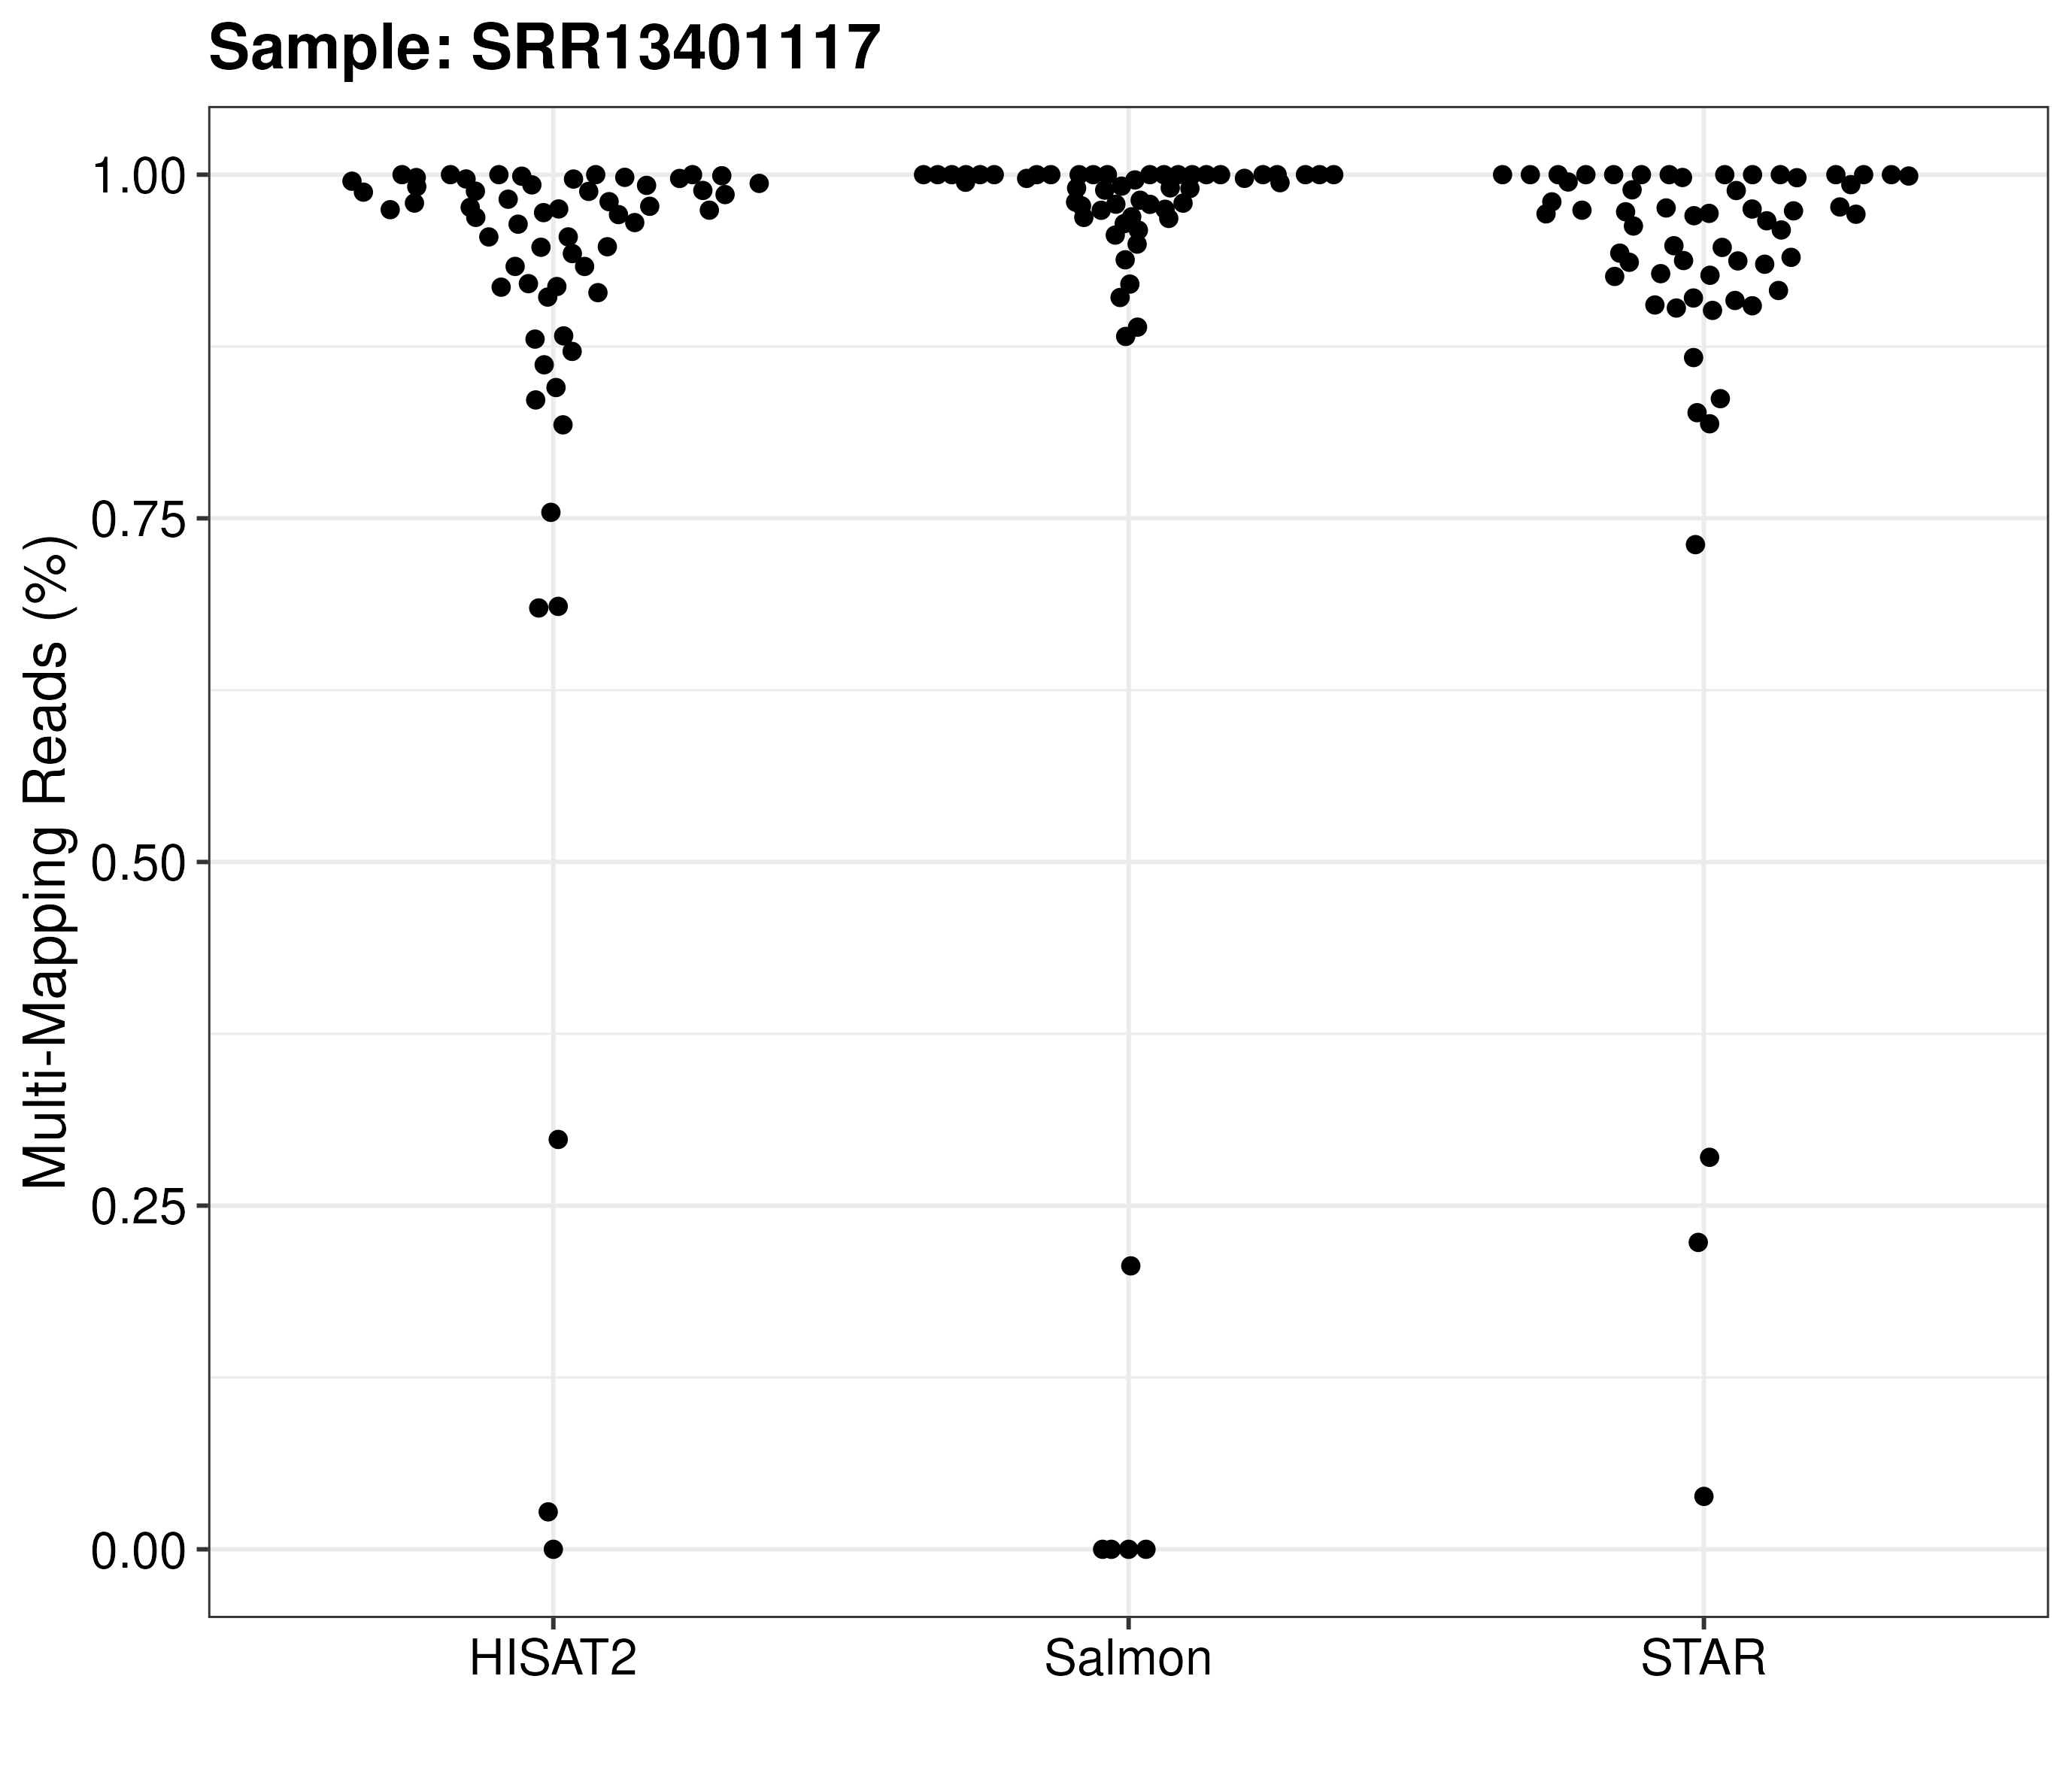 Sample: SRR13401117
Multi-Mapping Reads (%)
1.00
0.75
0.50
0.25
0.00
HISAT2 Salmon STAR